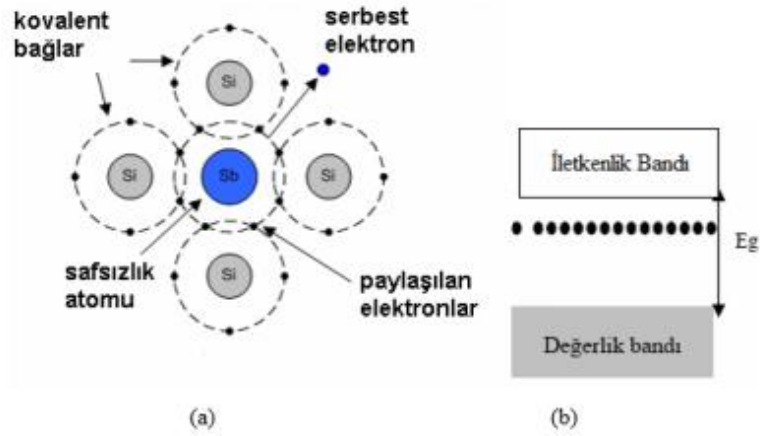 kovalent
bağlar
serbest
elektron
Si
Si
Sb
Si
Si
safsızlık
atomu
paylaşılan
elektronlar
İletkenlik Bandı
Eg
Değerlik bandı
(a)
(b)